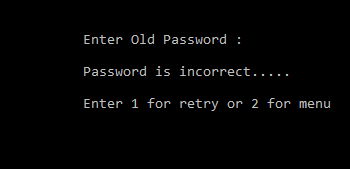 Enter Old Password :
Password is incorrect.....
Enter 1 for retry or 2 for menu